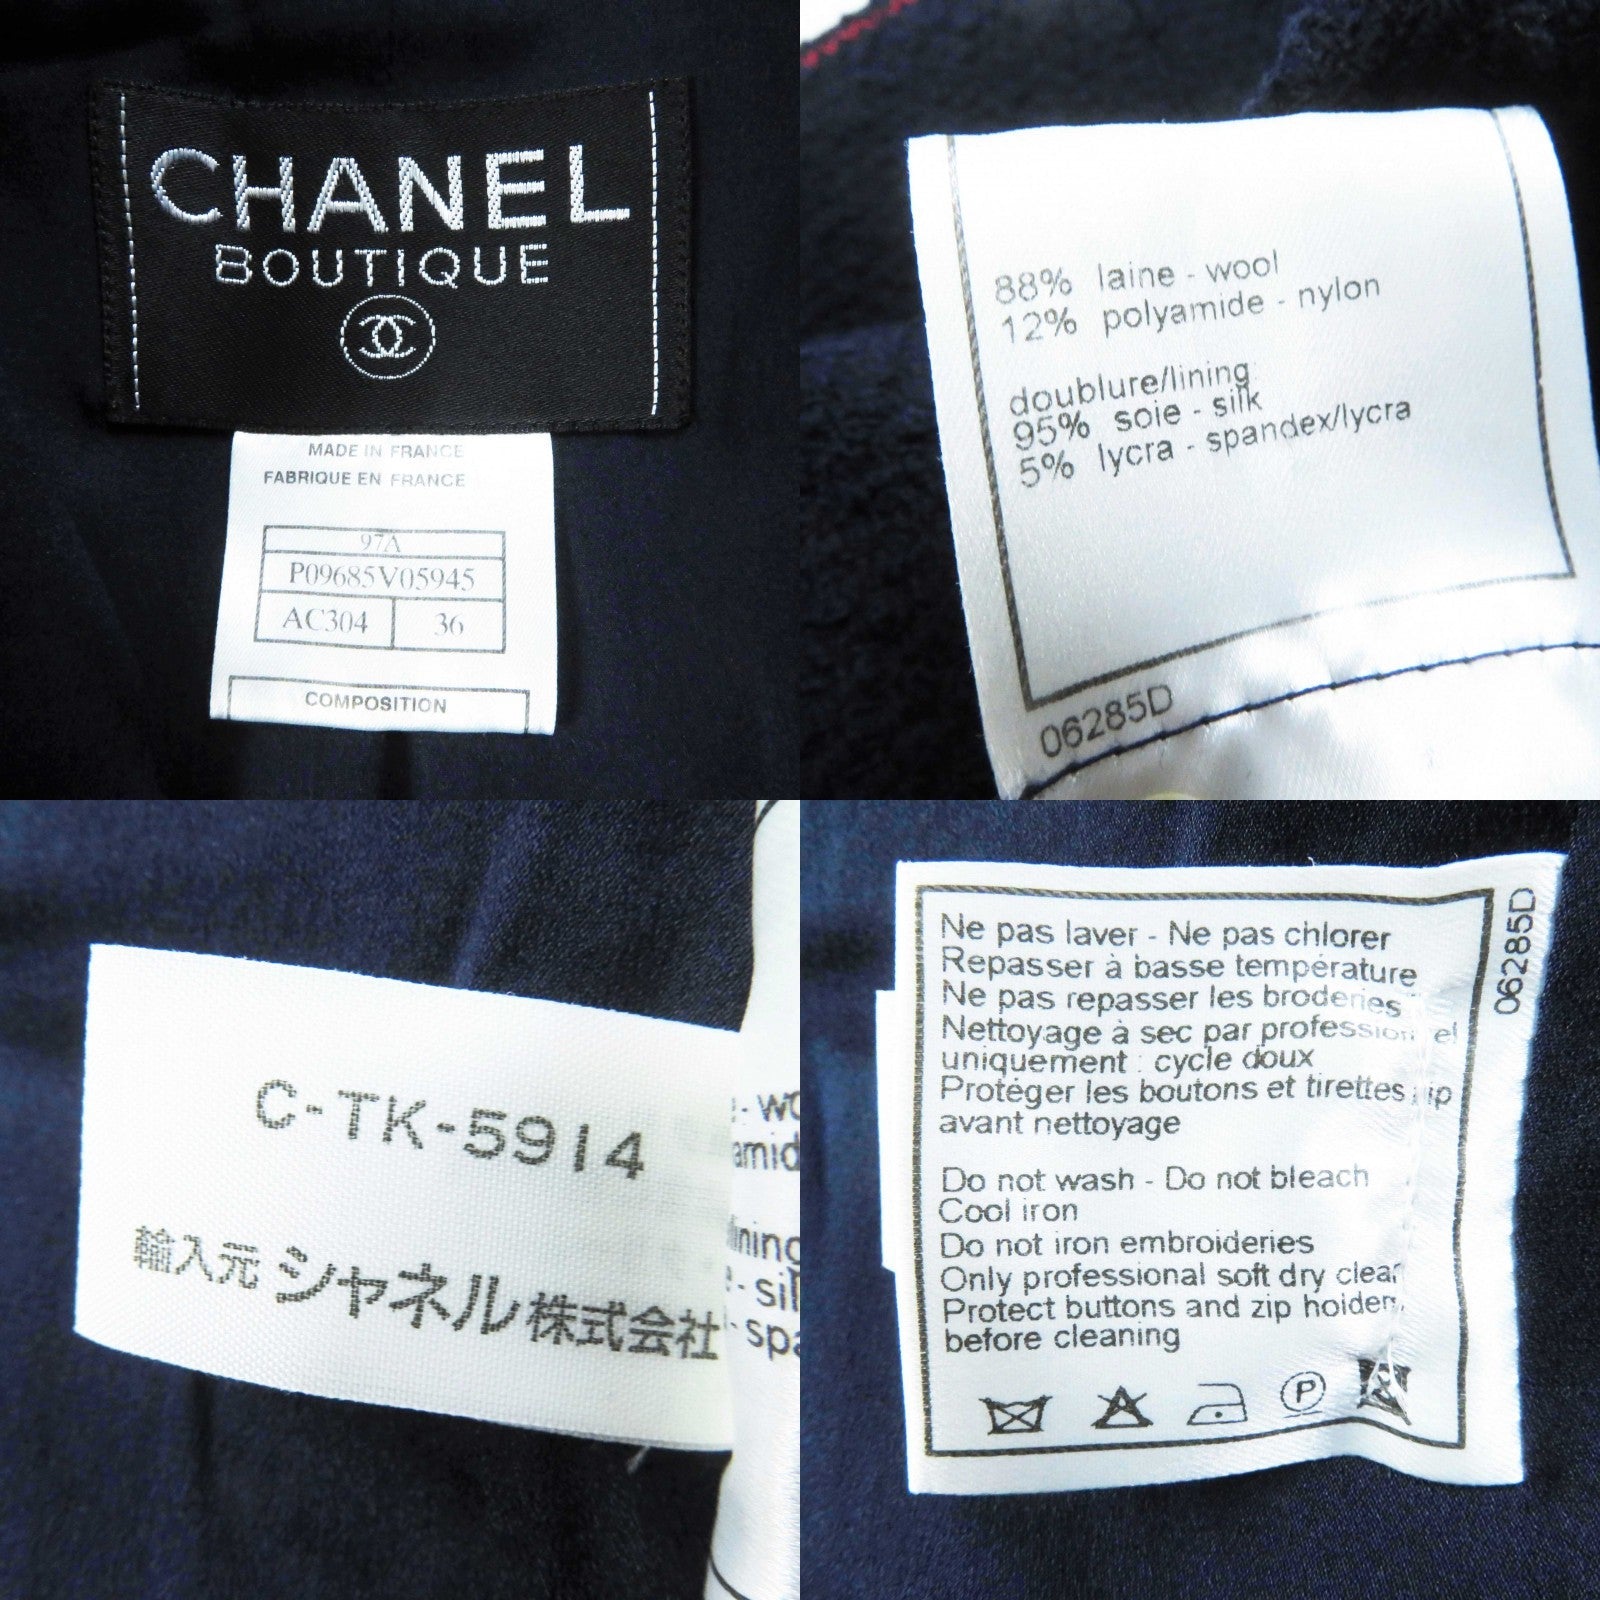 CHANEL
BOUTIQUE
MADE IN FRANCE
FABRIQUE EN FRANCE
97A
P09685V05945
AC304 36
COMPOSITION
88% laine - wool
12% polyamide - nylon
doublure/lining
95% soie - silk
5% lycra - spandex/lycra
06285D
C-TK-5914
輸入元 シャネル株式会社
Ne pas laver - Ne pas chlorer
Repasser à basse température
Ne pas repasser les broderies
Nettoyage à sec par
uniquement : cycle doux
Protéger les boutons et tirettes
avant nettoyage
Do not wash - Do not bleach
Cool iron
Do not iron embroideries
Only professional soft dry clean
Protect buttons and zip
before cleaning
P
06285D